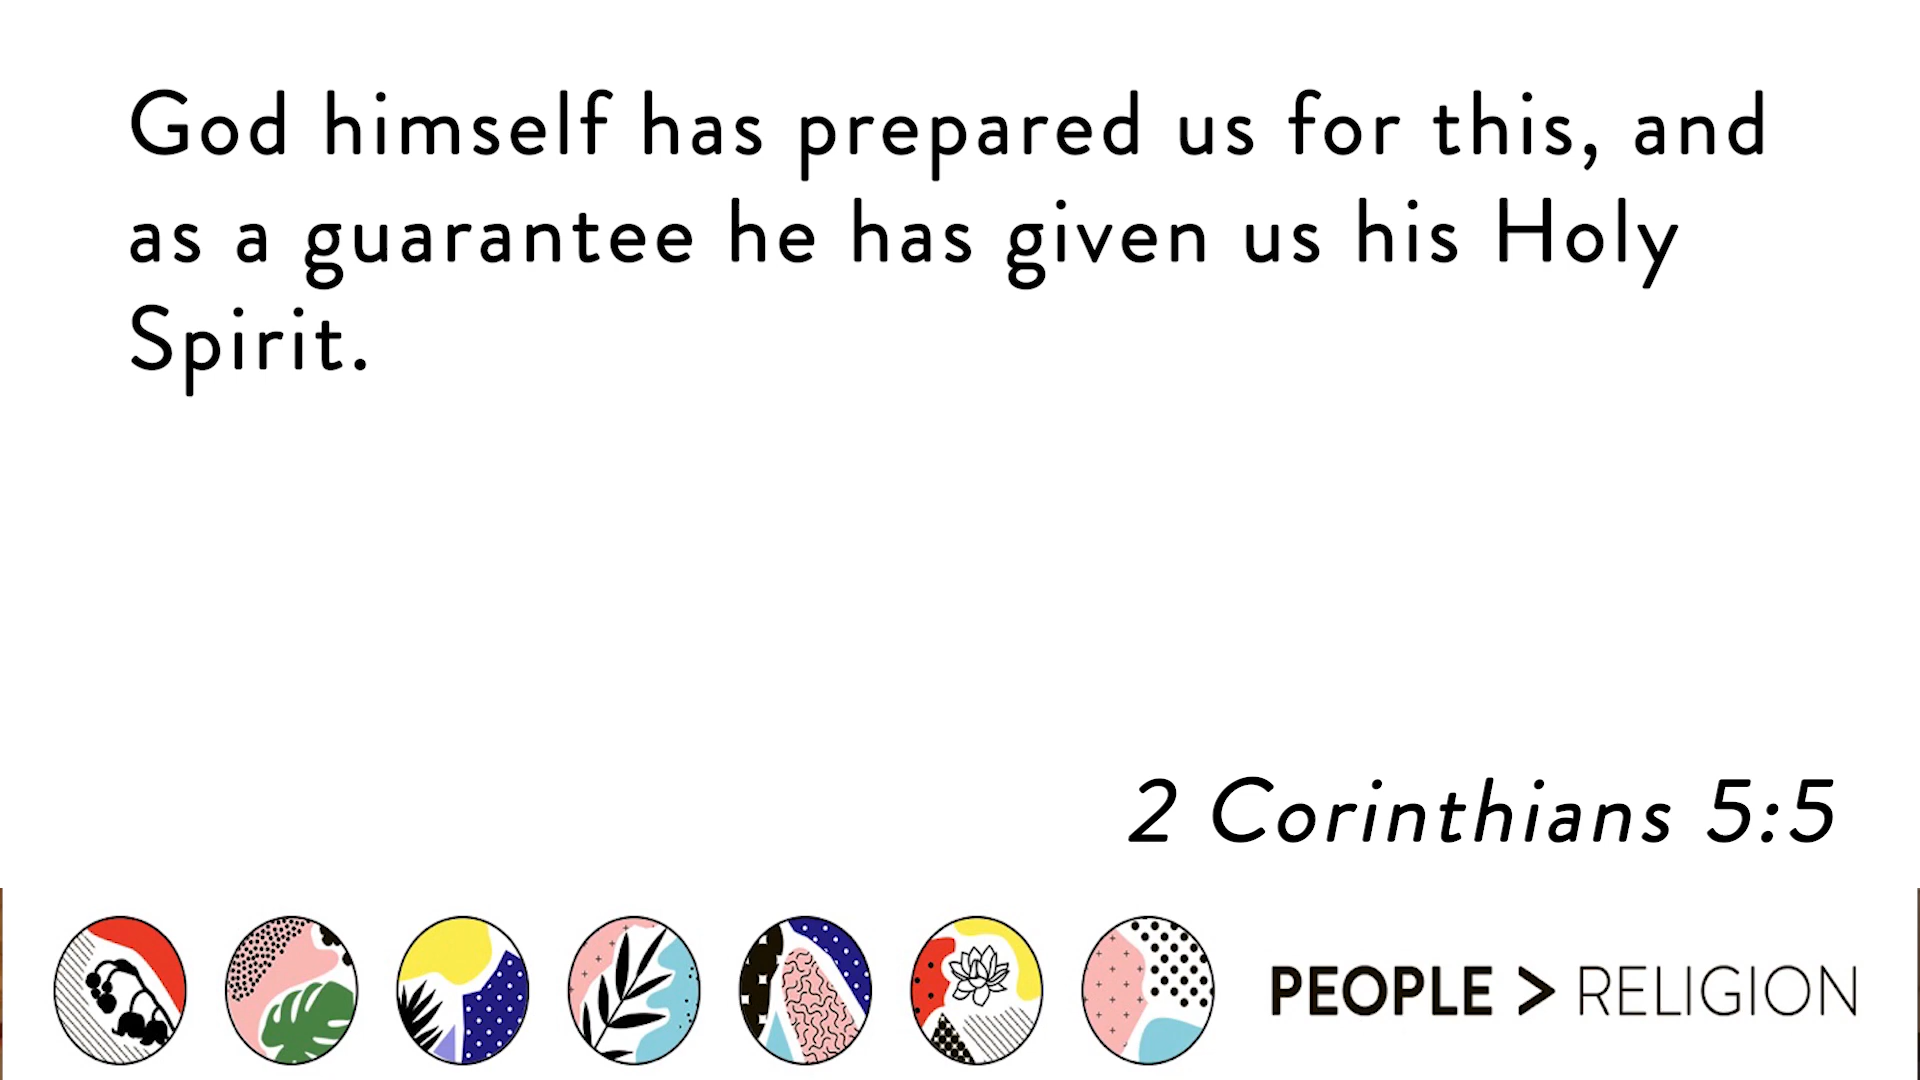 God himself has prepared us for this, and
as a guarantee he has given us his Holy
Spirit.
2 Corinthians 5:5
PEOPLE > RELIGION